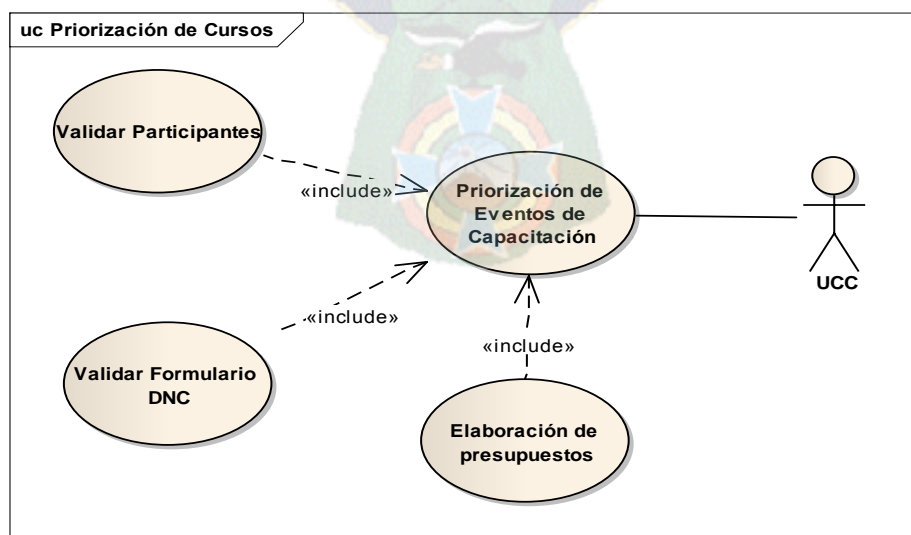 uc Priorización de Cursos
Validar Participantes
«include»
Priorización de
Eventos de
Capacitación
UCC
«include»
«include»
Validar Formulario
DNC
Elaboración de
presupuestos